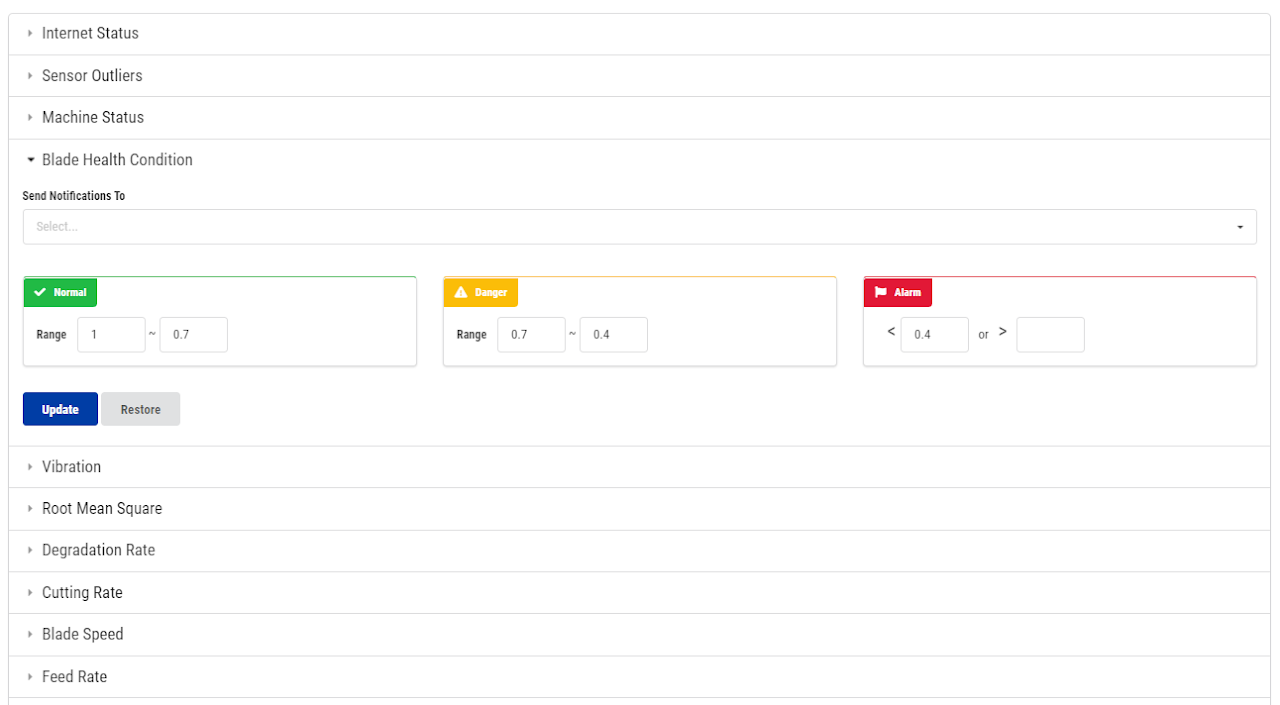 Internet Status
Sensor Outliers
Machine Status
Blade Health Condition
Send Notifications To
Select...
Normal
Range 1 ~ 0.7
Danger
Range 0.7 ~ 0.4
Alarm
< 0.4 or >
Update Restore
Vibration
Root Mean Square
Degradation Rate
Cutting Rate
Blade Speed
Feed Rate